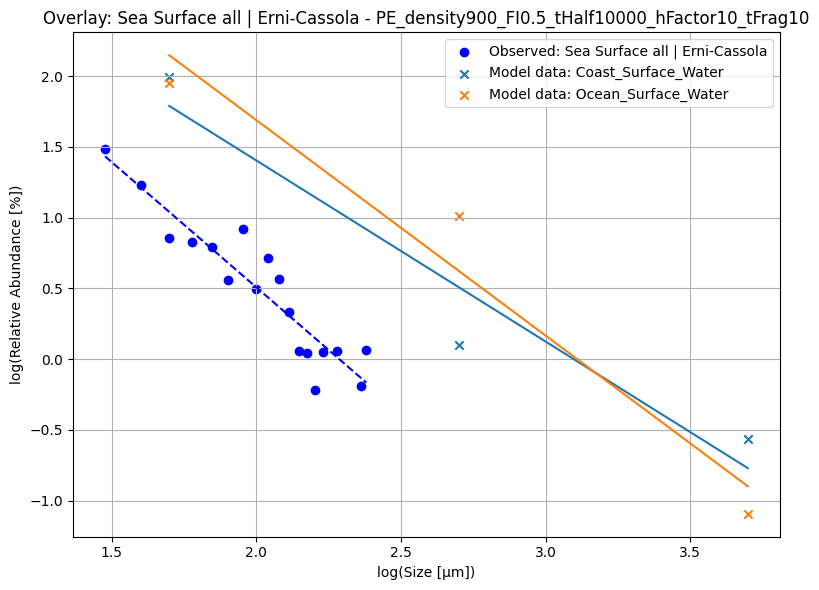 Overlay: Sea Surface all | Erni-Cassola - PE_density900_FI0.5_tHalf10000_hFactor10_tFrag10
Observed: Sea Surface all | Erni-Cassola
Model data: Coast_Surface_Water
Model data: Ocean_Surface_Water
log(Relative Abundance [%])
2.0
1.5
1.0
0.5
0.0
−0.5
−1.0
1.5 2.0 2.5 3.0 3.5
log(Size [µm])